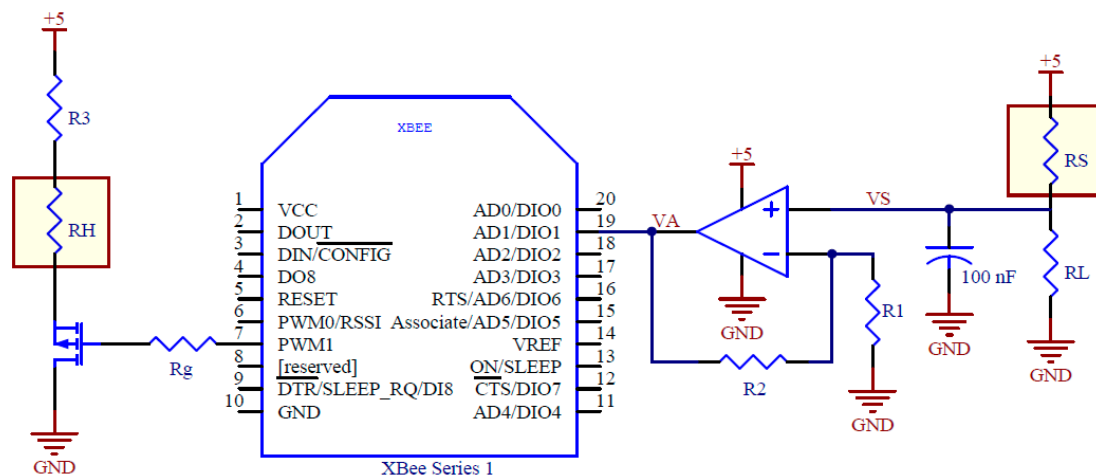 +5
R3
RH
GND
Rg
XBEE
1 VCC
2 DOUT
3 DIN/CONFIG
4 DO8
5 RESET
6 PWM0/RSSI
7 PWM1
8 [reserved]
9 DTR/SLEEP_RQ/DI8
10 GND
AD0/DIO0 20
AD1/DIO1 19
AD2/DIO2 18
AD3/DIO3 17
RTS/AD6/DIO6 16
Associate/AD5/DIO5 15
VREF 14
ON/SLEEP 13
CTS/DIO7 12
AD4/DIO4 11
XBee Series 1
VA
+5
GND
R2
R1
GND
VS
100 nF
GND
+5
RS
RL
GND